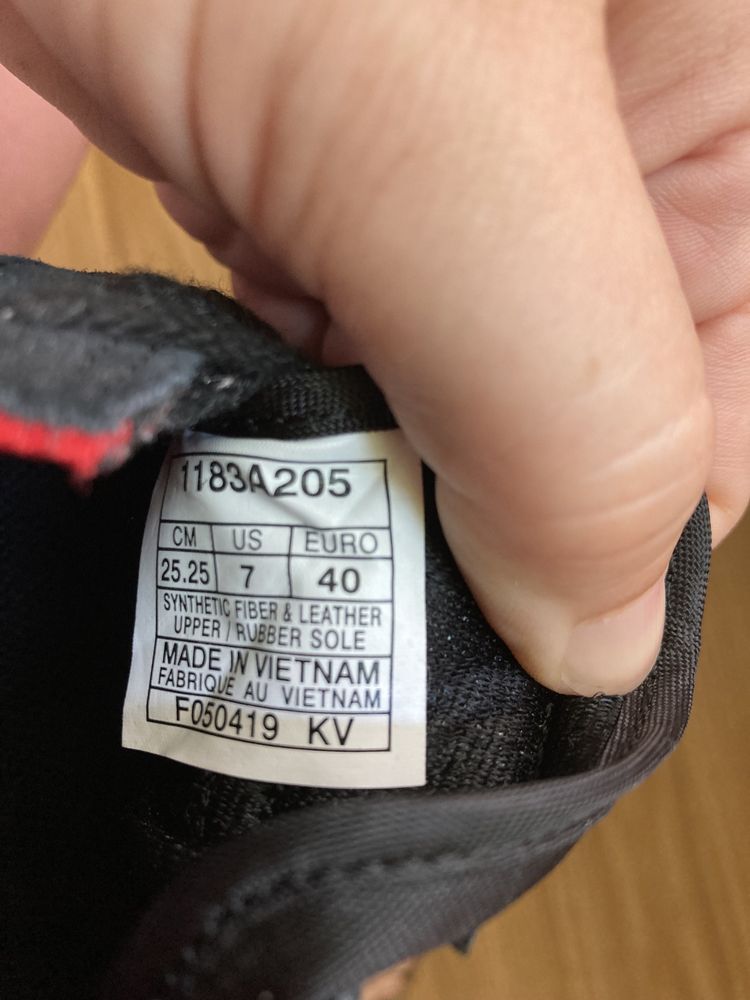 1183A205
CM US EURO
25.25 7 40
SYNTHETIC FIBER & LEATHER
UPPER / RUBBER SOLE
MADE IN VIETNAM
FABRIQUE AU VIETNAM
F050419 KV